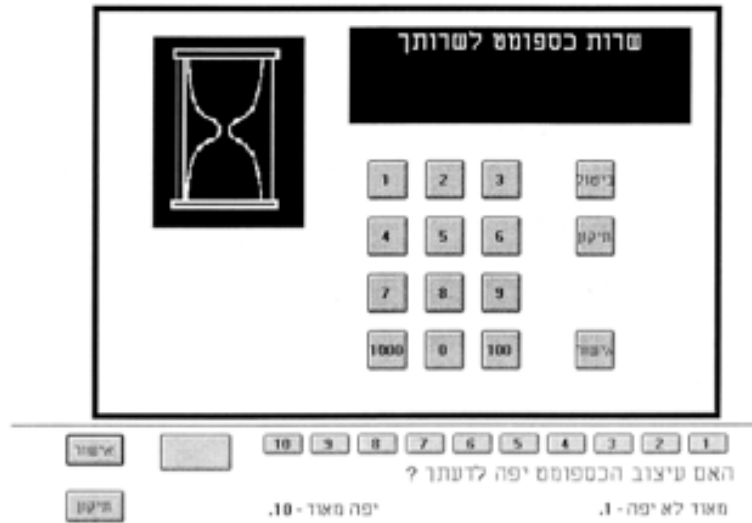 שרות כספומט לשרותך
1 2 3 ביטול
4 5 6 תיקון
7 8 9
1000 0 100 אישור
אישור 10 9 8 7 6 5 4 3 2 1
האם עיצוב הכספומט יפה לדעתך ?
תיקון
מאוד לא יפה - 1. יפה מאוד - 10.